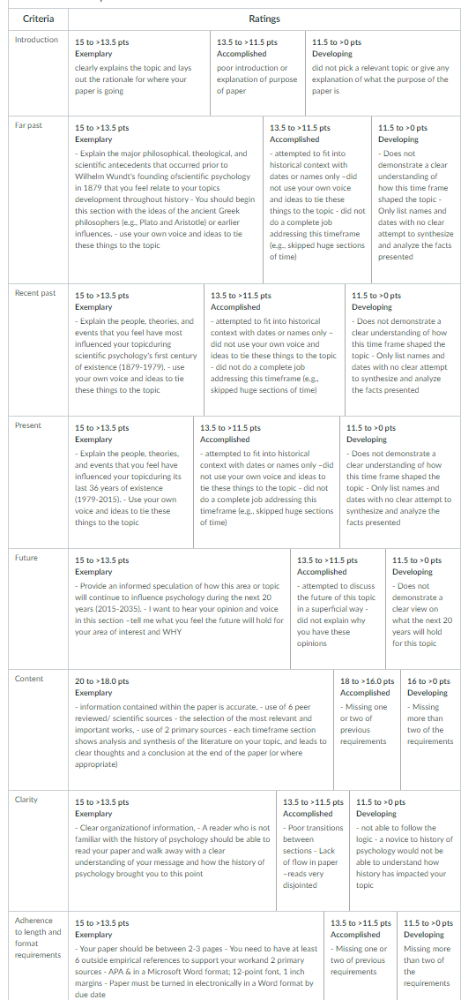 Criteria
Ratings
Introduction
15 to >13.5 pts
Exemplary
clearly explains the topic and lays
out the rationale for where your
paper is going
13.5 to >11.5 pts
Accomplished
poor introduction or
explanation of purpose
of paper
11.5 to >0 pts
Developing
did not pick a relevant topic or give any
explanation of what the purpose of the
paper is
Far past
15 to >13.5 pts
Exemplary
- Explain the major philosophical, theological, and
scientific antecedents that occurred prior to
Wilhelm Wundt's founding ofscientific psychology
in 1879 that you feel relate to your topics
development throughout history - You should begin
this section with the ideas of the ancient Greek
philosophers (e.g., Plato and Aristotle) or earlier
influences. - use your own voice and ideas to tie
these things to the topic
13.5 to >11.5 pts
Accomplished
- attempted to fit into
historical context with
dates or names only –did
not use your own voice
and ideas to tie these
things to the topic - did not
do a complete job
addressing this timeframe
(e.g., skipped huge sections
of time)
11.5 to >0 pts
Developing
- Does not
demonstrate a clear
understanding of
how this time frame
shaped the topic -
Only list names and
dates with no clear
attempt to synthesize
and analyze the facts
presented
Recent past
15 to >13.5 pts
Exemplary
- Explain the people, theories, and
events that you feel have most
influenced your topicduring
scientific psychology's first century
of existence (1879-1979). - use
your own voice and ideas to tie
these things to the topic
13.5 to >11.5 pts
Accomplished
- attempted to fit into historical
context with dates or names only –
did not use your own voice and
ideas to tie these things to the topic
- did not do a complete job
addressing this timeframe (e.g.,
skipped huge sections of time)
11.5 to >0 pts
Developing
- Does not demonstrate a
clear understanding of how
this time frame shaped the
topic - Only list names and
dates with no clear attempt
to synthesize and analyze
the facts presented
Present
15 to >13.5 pts
Exemplary
- Explain the people, theories,
and events that you feel have
influenced your topicduring its
last 36 years of existence
(1979-2015). - Use your own
voice and ideas to tie these
things to the topic
13.5 to >11.5 pts
Accomplished
- attempted to fit into historical
context with dates or names only –did
not use your own voice and ideas to
tie these things to the topic - did not
do a complete job addressing this
timeframe (e.g., skipped huge sections
of time)
11.5 to >0 pts
Developing
- Does not demonstrate a
clear understanding of how
this time frame shaped the
topic - Only list names and
dates with no clear attempt to
synthesize and analyze the
facts presented
Future
15 to >13.5 pts
Exemplary
- Provide an informed speculation of how this area or topic
will continue to influence psychology during the next 20
years (2015-2035). - I want to hear your opinion and voice
in this section –tell me what you feel the future will hold for
your area of interest and WHY
13.5 to >11.5 pts
Accomplished
- attempted to discuss
the future of this topic
in a superficial way -
did not explain why
you have these
opinions
11.5 to >0 pts
Developing
- Does not
demonstrate a
clear view on
what the next 20
years will hold
for this topic
Content
20 to >18.0 pts
Exemplary
- information contained within the paper is accurate, - use of 6 peer
reviewed/ scientific sources - the selection of the most relevant and
important works, - use of 2 primary sources - each timeframe section
shows analysis and synthesis of the literature on your topic, and leads to
clear thoughts and a conclusion at the end of the paper (or where
appropriate)
18 to >16.0 pts
Accomplished
- Missing one
or two of
previous
requirements
16 to >0 pts
Developing
- Missing
more than
two of the
requirements
Clarity
15 to >13.5 pts
Exemplary
- Clear organizationof information, - A reader who is not
familiar with the history of psychology should be able to
read your paper and walk away with a clear
understanding of your message and how the history of
psychology brought you to this point
13.5 to >11.5 pts
Accomplished
- Poor transitions
between
sections - Lack
of flow in paper
–reads very
disjointed
11.5 to >0 pts
Developing
- not able to follow the
logic - a novice to history of
psychology would not be
able to understand how
history has impacted your
topic
Adherence
to length and
format
requirements
15 to >13.5 pts
Exemplary
- Your paper should be between 2-3 pages - You need to have at least
6 outside empirical references to support your workand 2 primary
sources - APA & in a Microsoft Word format; 12-point font, 1 inch
margins - Paper must be turned in electronically in a Word format by
due date
13.5 to >11.5 pts
Accomplished
- Missing one or
two of previous
requirements
11.5 to >0 pts
Developing
Missing more
than two of
the
requirements